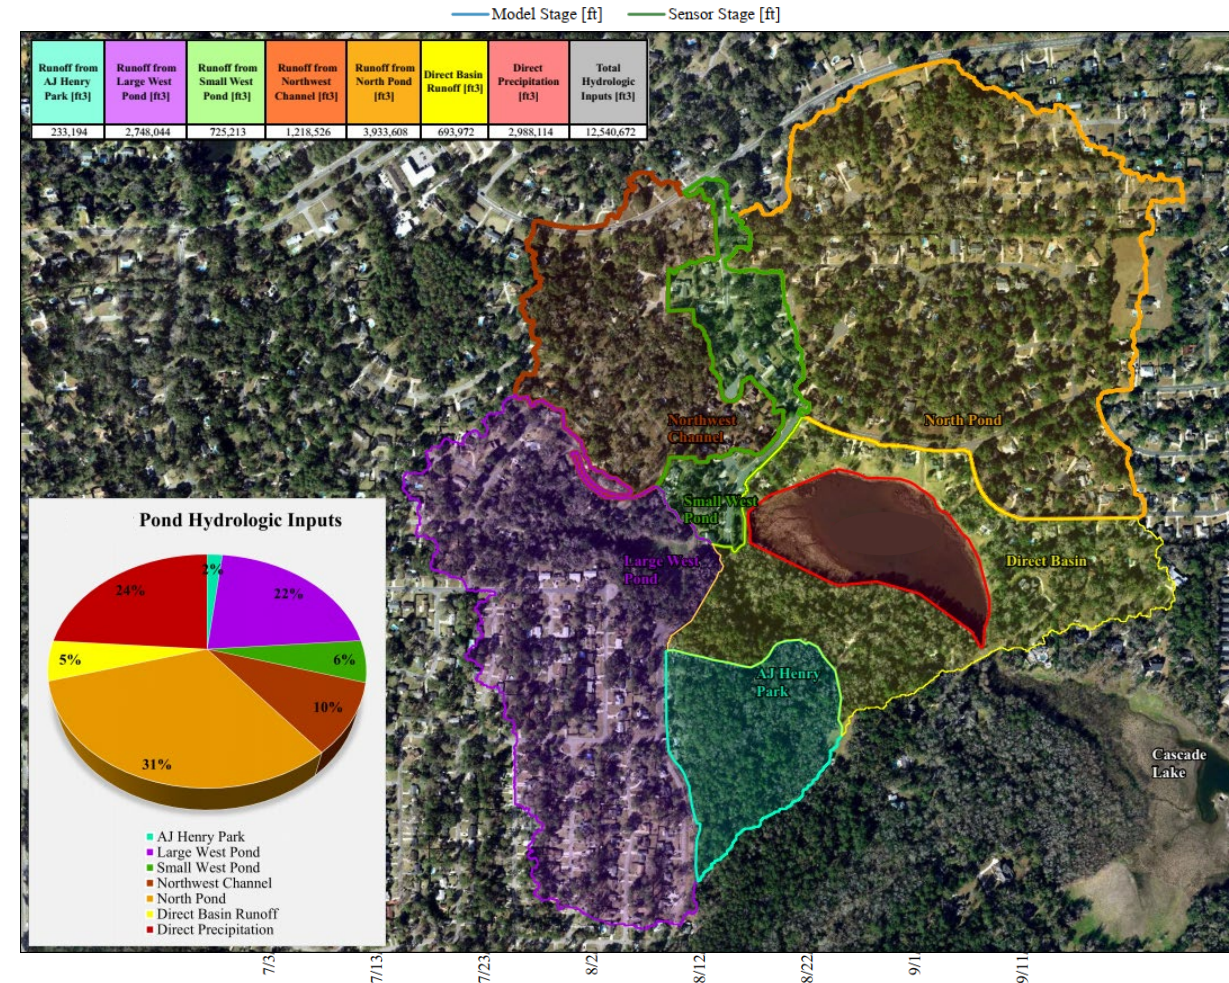 Model Stage [ft] Sensor Stage [ft]
Runoff from AJ Henry Park [ft3]
Runoff from Large West Pond [ft3]
Runoff from Small West Pond [ft3]
Runoff from Northwest Channel [ft3]
Runoff from North Pond [ft3]
Direct Basin Runoff [ft3]
Direct Precipitation [ft3]
Total Hydrologic Inputs [ft3]
233,194 2,748,044 725,213 1,218,526 3,933,608 693,972 2,988,114 12,540,672
Northwest
Channel
North Pond
Small West
Pond
Large West
Pond
Direct Basin
AJ Henry
Park
Cascade
Lake
Pond Hydrologic Inputs
2%
24%
22%
5%
6%
10%
31%
AJ Henry Park
Large West Pond
Small West Pond
Northwest Channel
North Pond
Direct Basin Runoff
Direct Precipitation
7/3 7/13 7/23 8/2 8/12 8/22 9/1 9/11